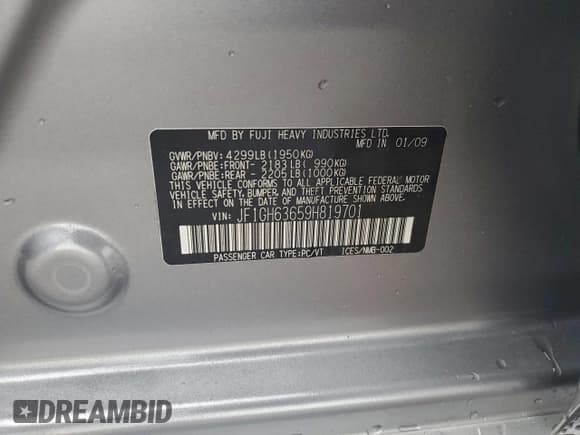 MFD BY FUJI HEAVY INDUSTRIES LTD.
MFD IN 01/09
GVWR/PNBV: 4299LB(1950KG)
GAWR/PNBE:FRONT- 2183LB( 990KG)
GAWR/PNBE:REAR - 2205LB(1000KG)
THIS VEHICLE CONFORMS TO ALL APPLICABLE FEDERAL MOTOR
VEHICLE SAFETY, BUMPER, AND THEFT PREVENTION STANDARDS
IN EFFECT ON THE DATE OF MANUFACTURE SHOWN ABOVE.
VIN: JF1GH63659H819701
PASSENGER CAR TYPE:PC/VT ICES/NMB-002
DREAMBID